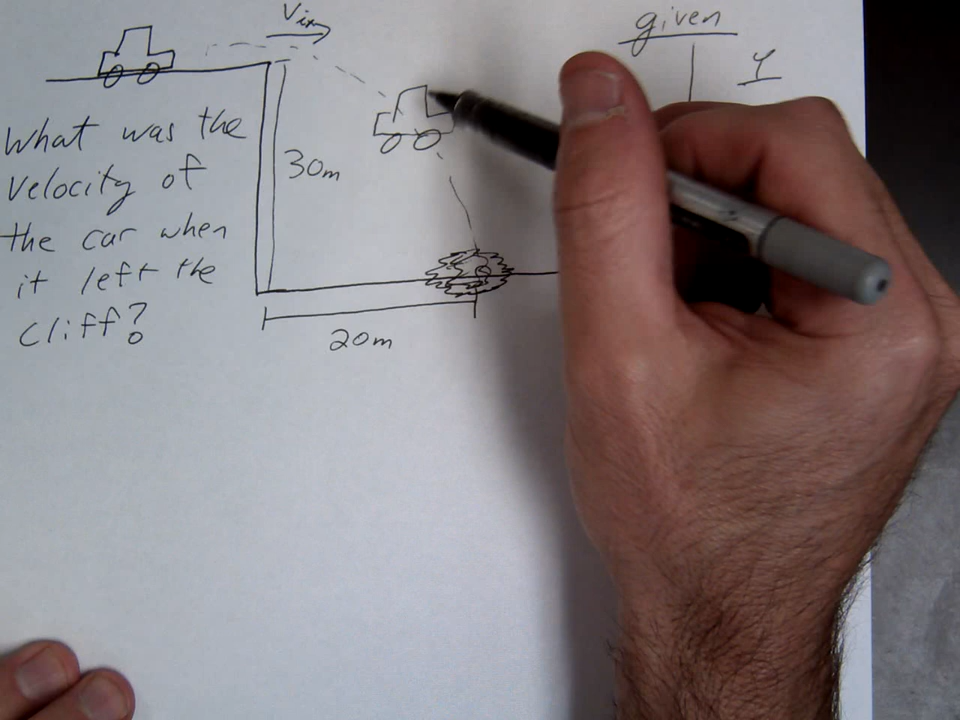 Vix
given
Y
What was the
velocity of
the car when
it left the
cliff?
30m
20m